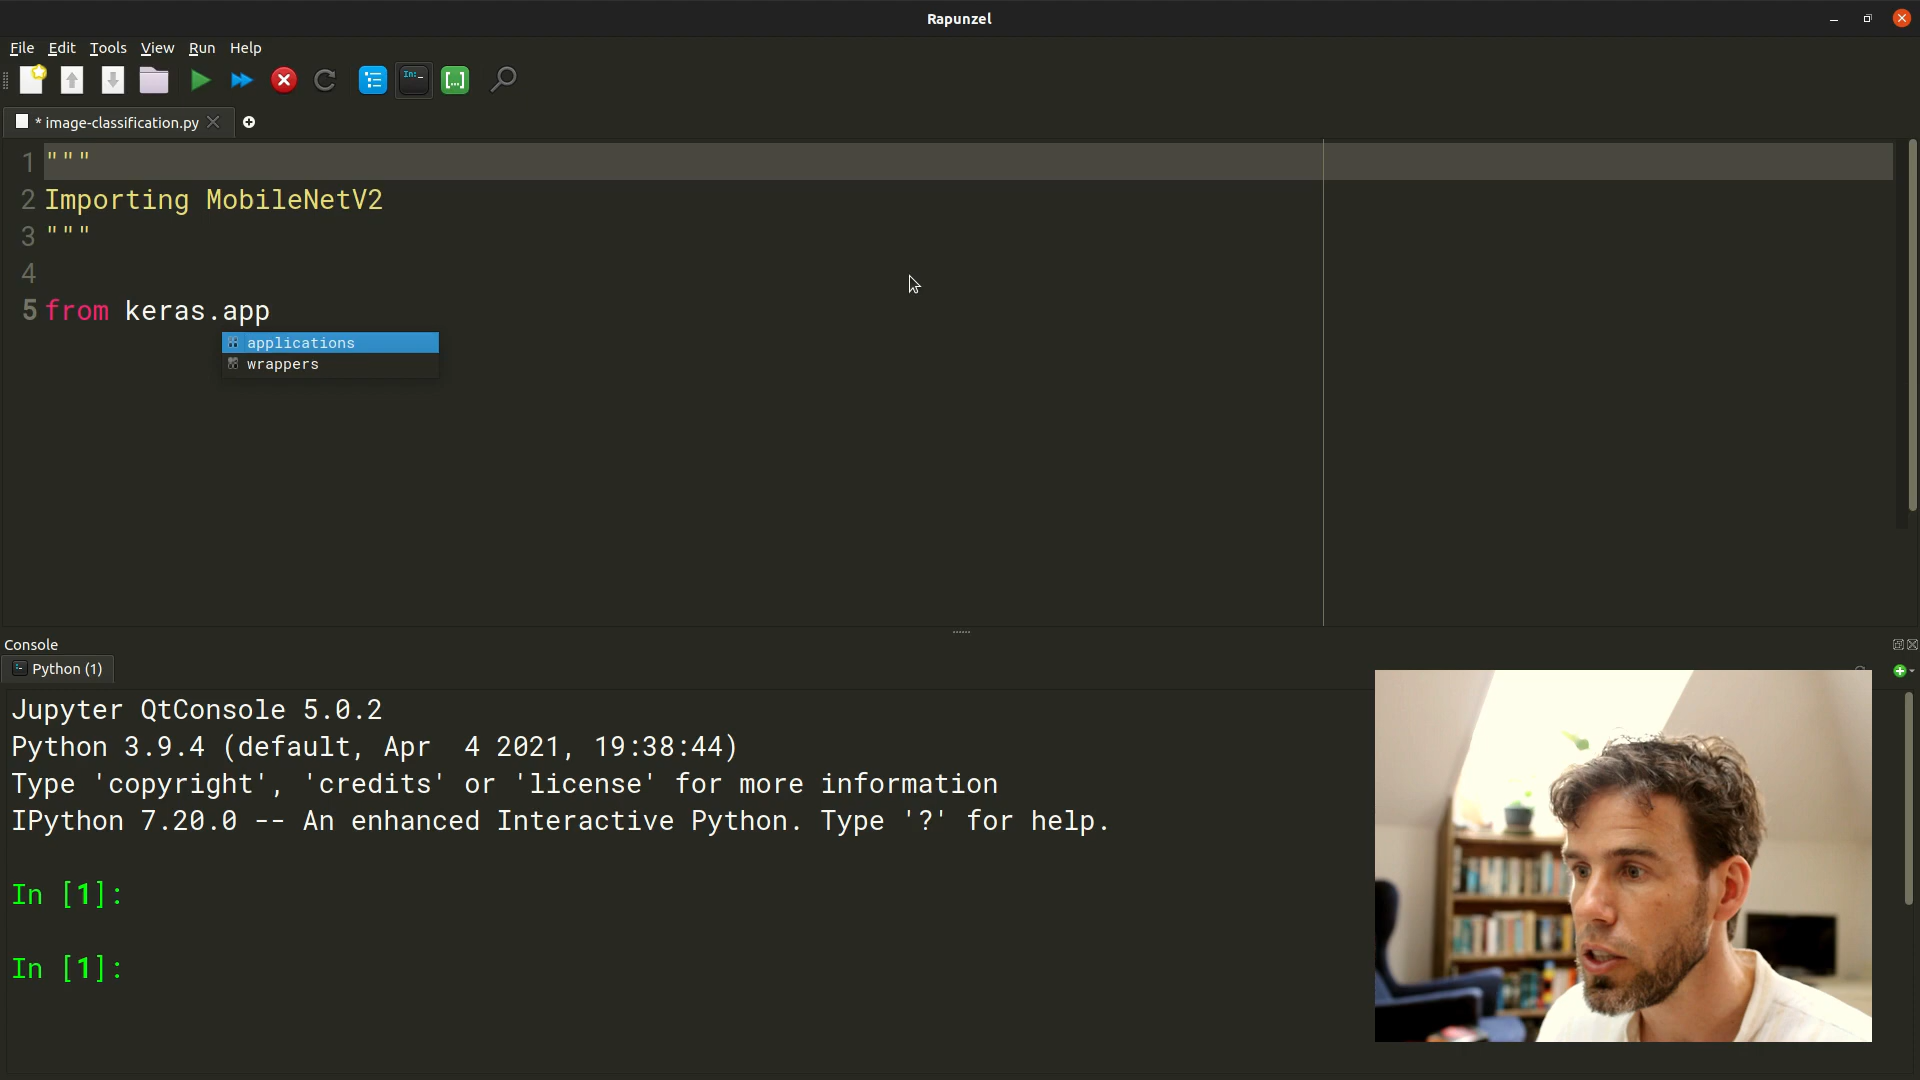 Rapunzel
File Edit Tools View Run Help
In:
[...]
* image-classification.py
1 """
2 Importing MobileNetV2
3 """
4
5 from keras.app
applications
wrappers
Console
Python (1)
Jupyter QtConsole 5.0.2
Python 3.9.4 (default, Apr  4 2021, 19:38:44)
Type 'copyright', 'credits' or 'license' for more information
IPython 7.20.0 -- An enhanced Interactive Python. Type '?' for help.
In [1]:
In [1]: